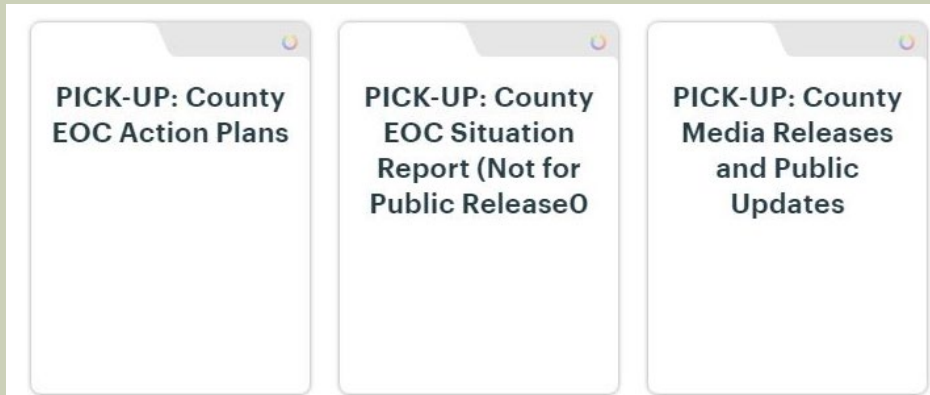 PICK-UP: County
EOC Action Plans
PICK-UP: County
EOC Situation
Report (Not for
Public Release0
PICK-UP: County
Media Releases
and Public
Updates